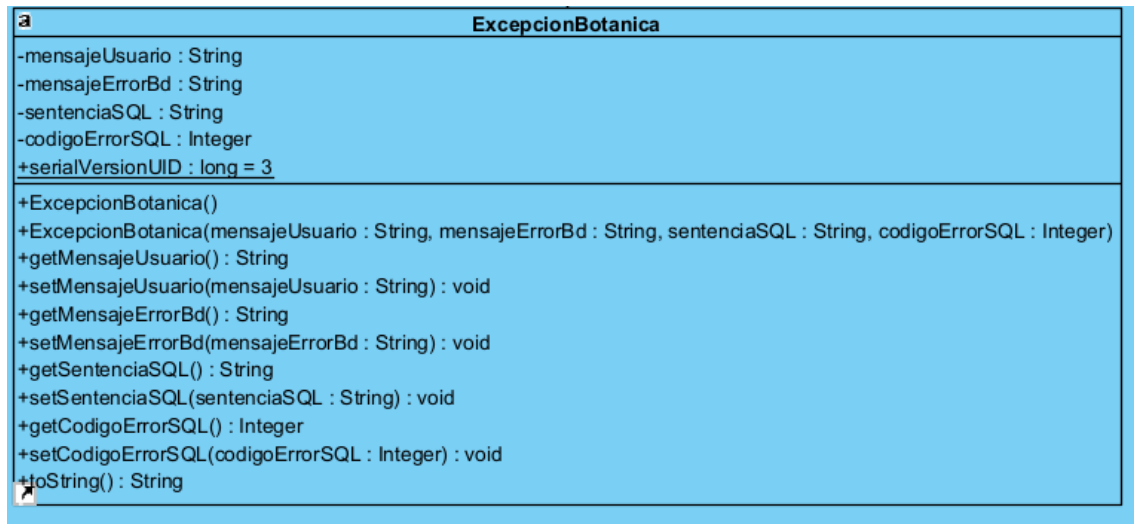 a
ExcepcionBotanica
-mensajeUsuario : String
-mensajeErrorBd : String
-sentenciaSQL : String
-codigoErrorSQL : Integer
+serialVersionUID : long = 3
+ExcepcionBotanica()
+ExcepcionBotanica(mensajeUsuario : String, mensajeErrorBd : String, sentenciaSQL : String, codigoErrorSQL : Integer)
+getMensajeUsuario() : String
+setMensajeUsuario(mensajeUsuario : String) : void
+getMensajeErrorBd() : String
+setMensajeErrorBd(mensajeErrorBd : String) : void
+getSentenciaSQL() : String
+setSentenciaSQL(sentenciaSQL : String) : void
+getCodigoErrorSQL() : Integer
+setCodigoErrorSQL(codigoErrorSQL : Integer) : void
+toString() : String